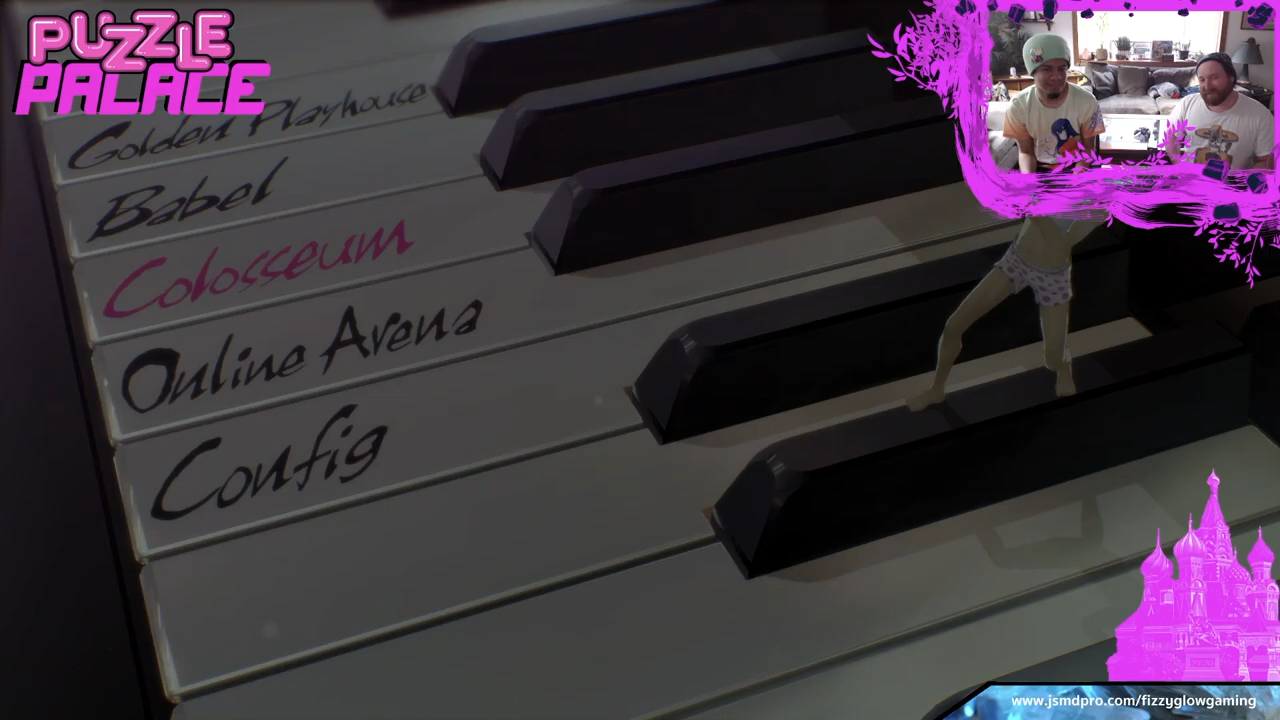 PUZZLE
PALACE
Golden Playhouse
Babel
Colosseum
Online Arena
Config
www.jsmdpro.com/fizzyglowgaming